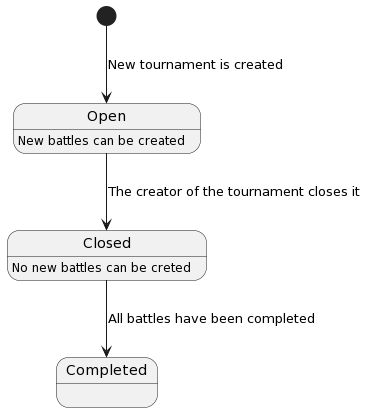 New tournament is created
Open
New battles can be created
The creator of the tournament closes it
Closed
No new battles can be creted
All battles have been completed
Completed